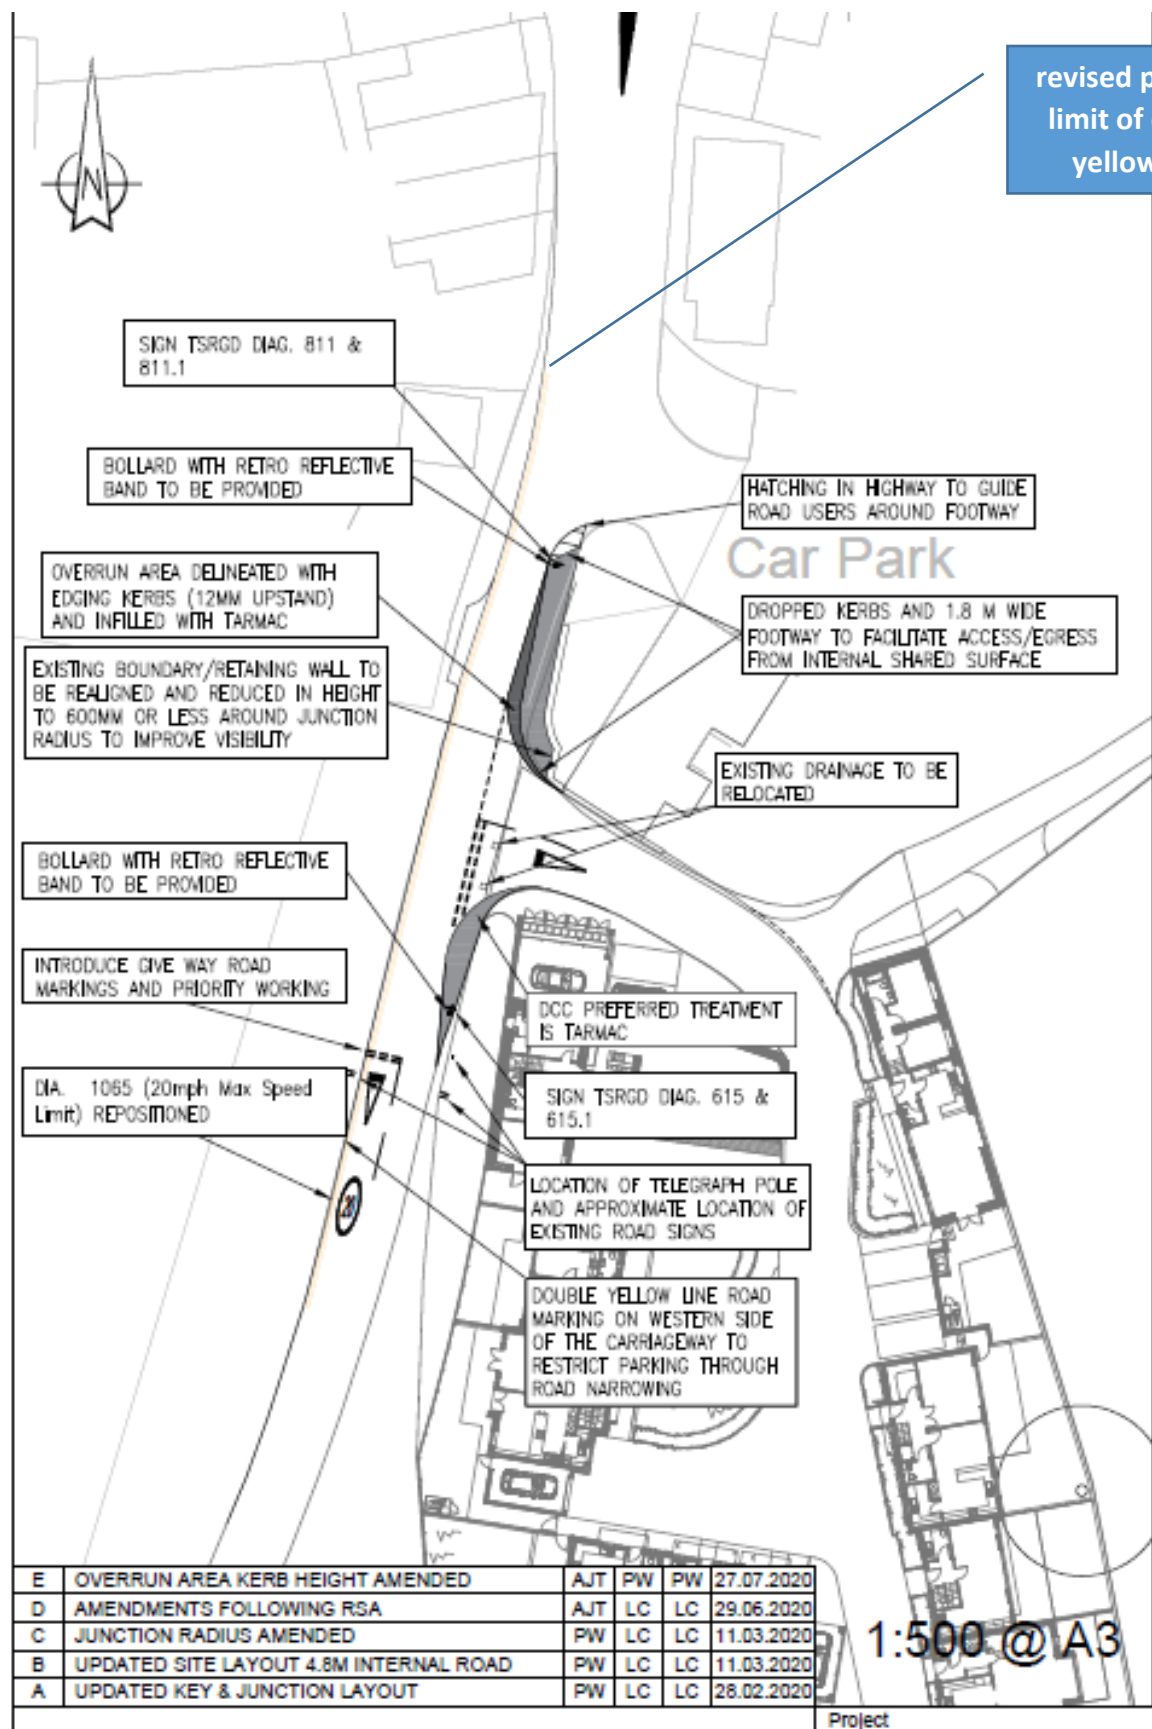 N
revised
limit of
yellow
SIGN TSRGD DIAG. 811 &
811.1
BOLLARD WITH RETRO REFLECTIVE
BAND TO BE PROVIDED
HATCHING IN HIGHWAY TO GUIDE
ROAD USERS AROUND FOOTWAY
Car Park
OVERRUN AREA DELINEATED WITH
EDGING KERBS (12MM UPSTAND)
AND INFILLED WITH TARMAC
DROPPED KERBS AND 1.8 M WIDE
FOOTWAY TO FACILITATE ACCESS/EGRESS
FROM INTERNAL SHARED SURFACE
EXISTING BOUNDARY/RETAINING WALL TO
BE REALIGNED AND REDUCED IN HEIGHT
TO 600MM OR LESS AROUND JUNCTION
RADIUS TO IMPROVE VISIBILITY
EXISTING DRAINAGE TO BE
RELOCATED
BOLLARD WITH RETRO REFLECTIVE
BAND TO BE PROVIDED
INTRODUCE GIVE WAY ROAD
MARKINGS AND PRIORITY WORKING
DCC PREFERRED TREATMENT
IS TARMAC
DIA. 1065 (20mph Max Speed
Limit) REPOSITIONED
SIGN TSRGD DIAG. 615 &
615.1
20
LOCATION OF TELEGRAPH POLE
AND APPROXIMATE LOCATION OF
EXISTING ROAD SIGNS
DOUBLE YELLOW LINE ROAD
MARKING ON WESTERN SIDE
OF THE CARRIAGEWAY TO
RESTRICT PARKING THROUGH
ROAD NARROWING
E OVERRUN AREA KERB HEIGHT AMENDED AJT PW PW 27.07.2020
D AMENDMENTS FOLLOWING RSA AJT LC LC 29.06.2020
C JUNCTION RADIUS AMENDED PW LC LC 11.03.2020
B UPDATED SITE LAYOUT 4.8M INTERNAL ROAD PW LC LC 11.03.2020
A UPDATED KEY & JUNCTION LAYOUT PW LC LC 28.02.2020
1:500 @ A3
Project